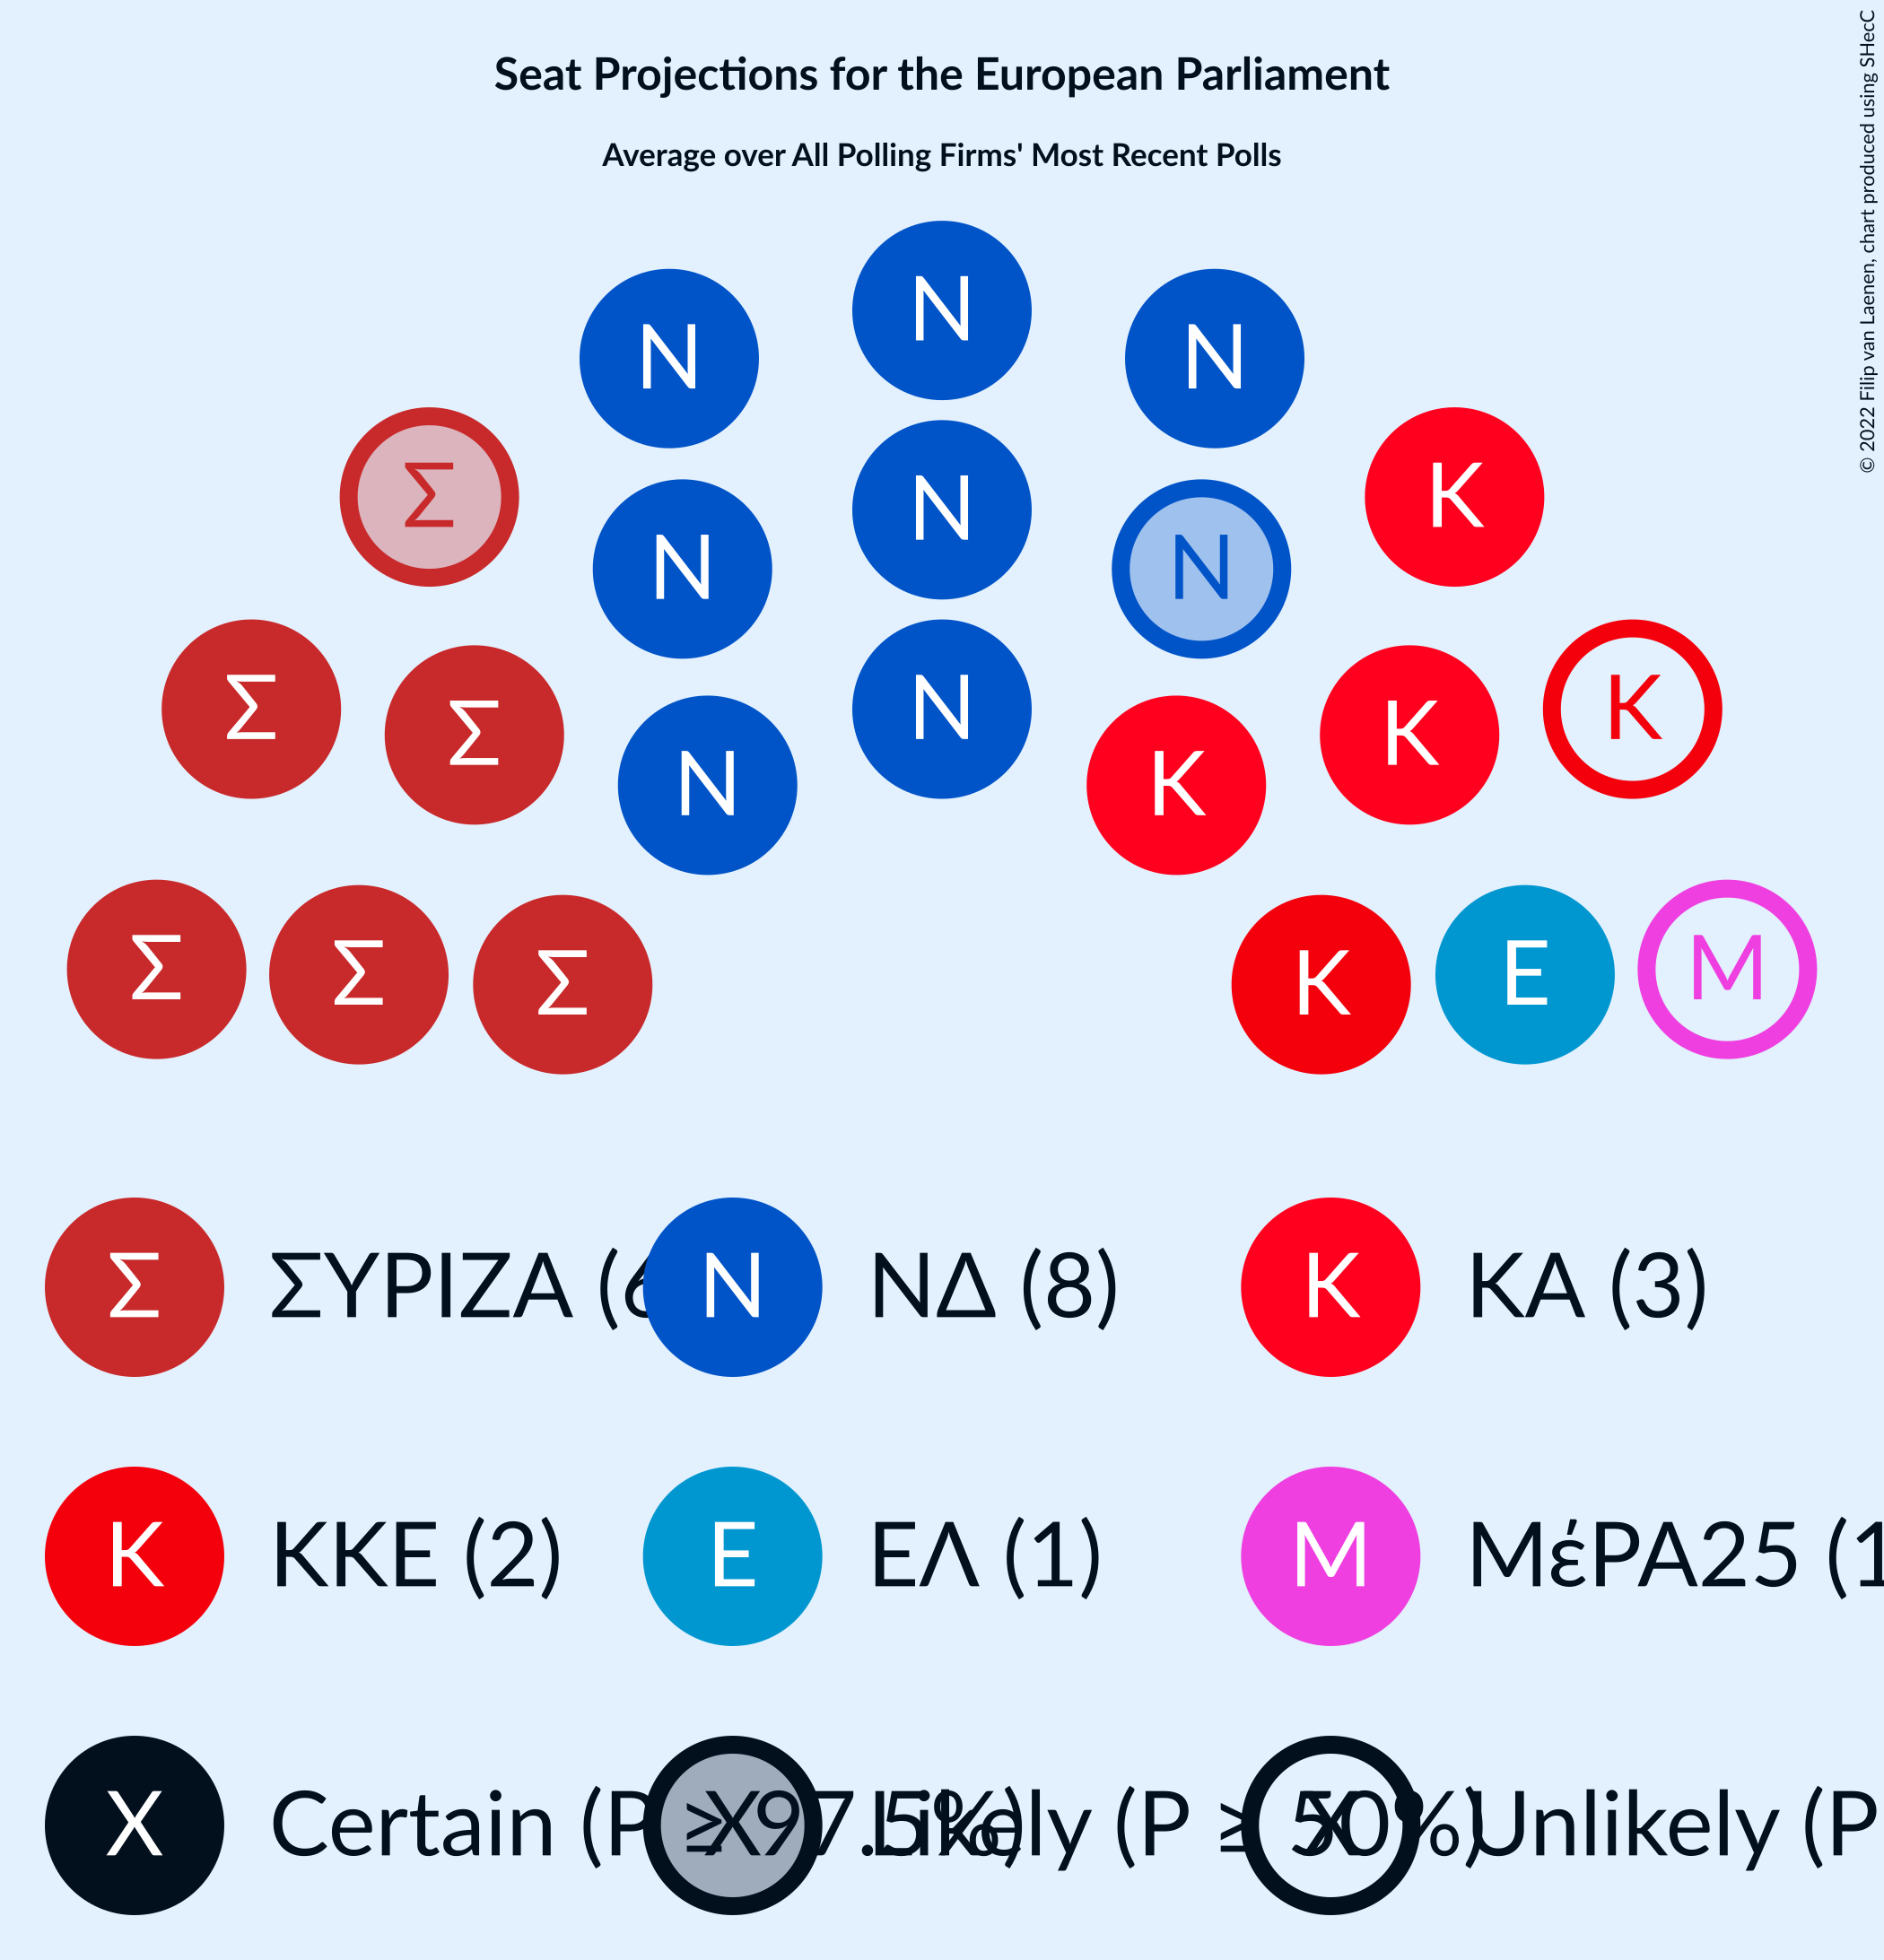 Seat Projections for the European Parliament
Average over All Polling Firms' Most Recent Polls
© 2022 Filip van Laenen, chart produced using SHecC
N
N N
Σ N K
N N
Σ N K
Σ K
N K
Σ Σ Σ K E M
Σ ΣΥΡΙΖΑ (6 N ΝΔ (8) K ΚΑ (3)
K ΚΚΕ (2) E ΕΛ (1) M ΜέΡΑ25 (1
X Certain (P ≥ 97.5%) X Likely (P ≥ 50%) X Unlikely (P